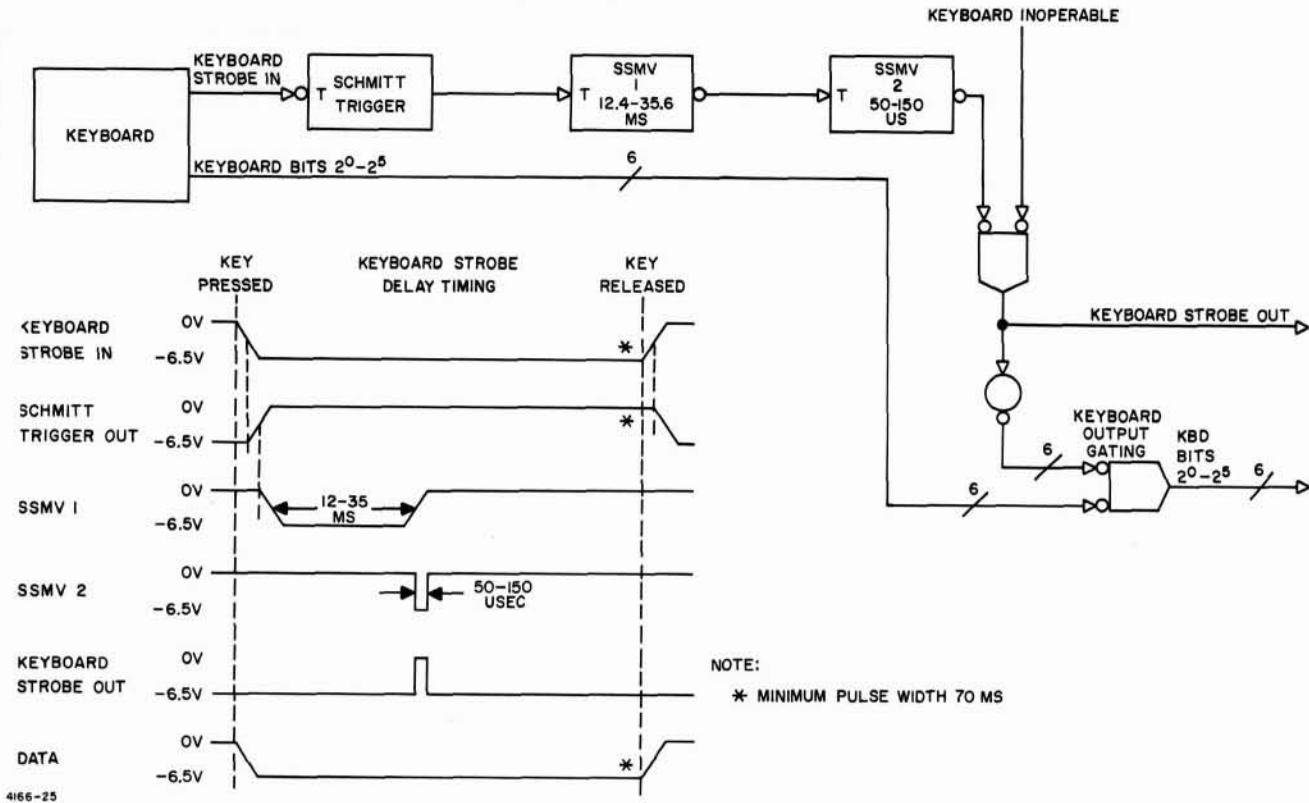 KEYBOARD INOPERABLE
KEYBOARD
STROBE IN
KEYBOARD
T
SCHMITT
TRIGGER
T
SSMV
1
12.4-35.6
MS
T
SSMV
2
50-150
US
KEYBOARD BITS 2⁰-2⁵
6
KEYBOARD STROBE OUT
KEYBOARD
OUTPUT
GATING
6
6
KBD
BITS
2⁰-2⁵
6
KEY
PRESSED
KEYBOARD STROBE
DELAY TIMING
KEY
RELEASED
KEYBOARD
STROBE IN
0V
-6.5V
*
SCHMITT
TRIGGER OUT
0V
-6.5V
*
SSMV 1
0V
-6.5V
12-35
MS
SSMV 2
0V
-6.5V
50-150
USEC
KEYBOARD
STROBE OUT
0V
-6.5V
NOTE:
* MINIMUM PULSE WIDTH 70 MS
DATA
0V
-6.5V
*
4166-25